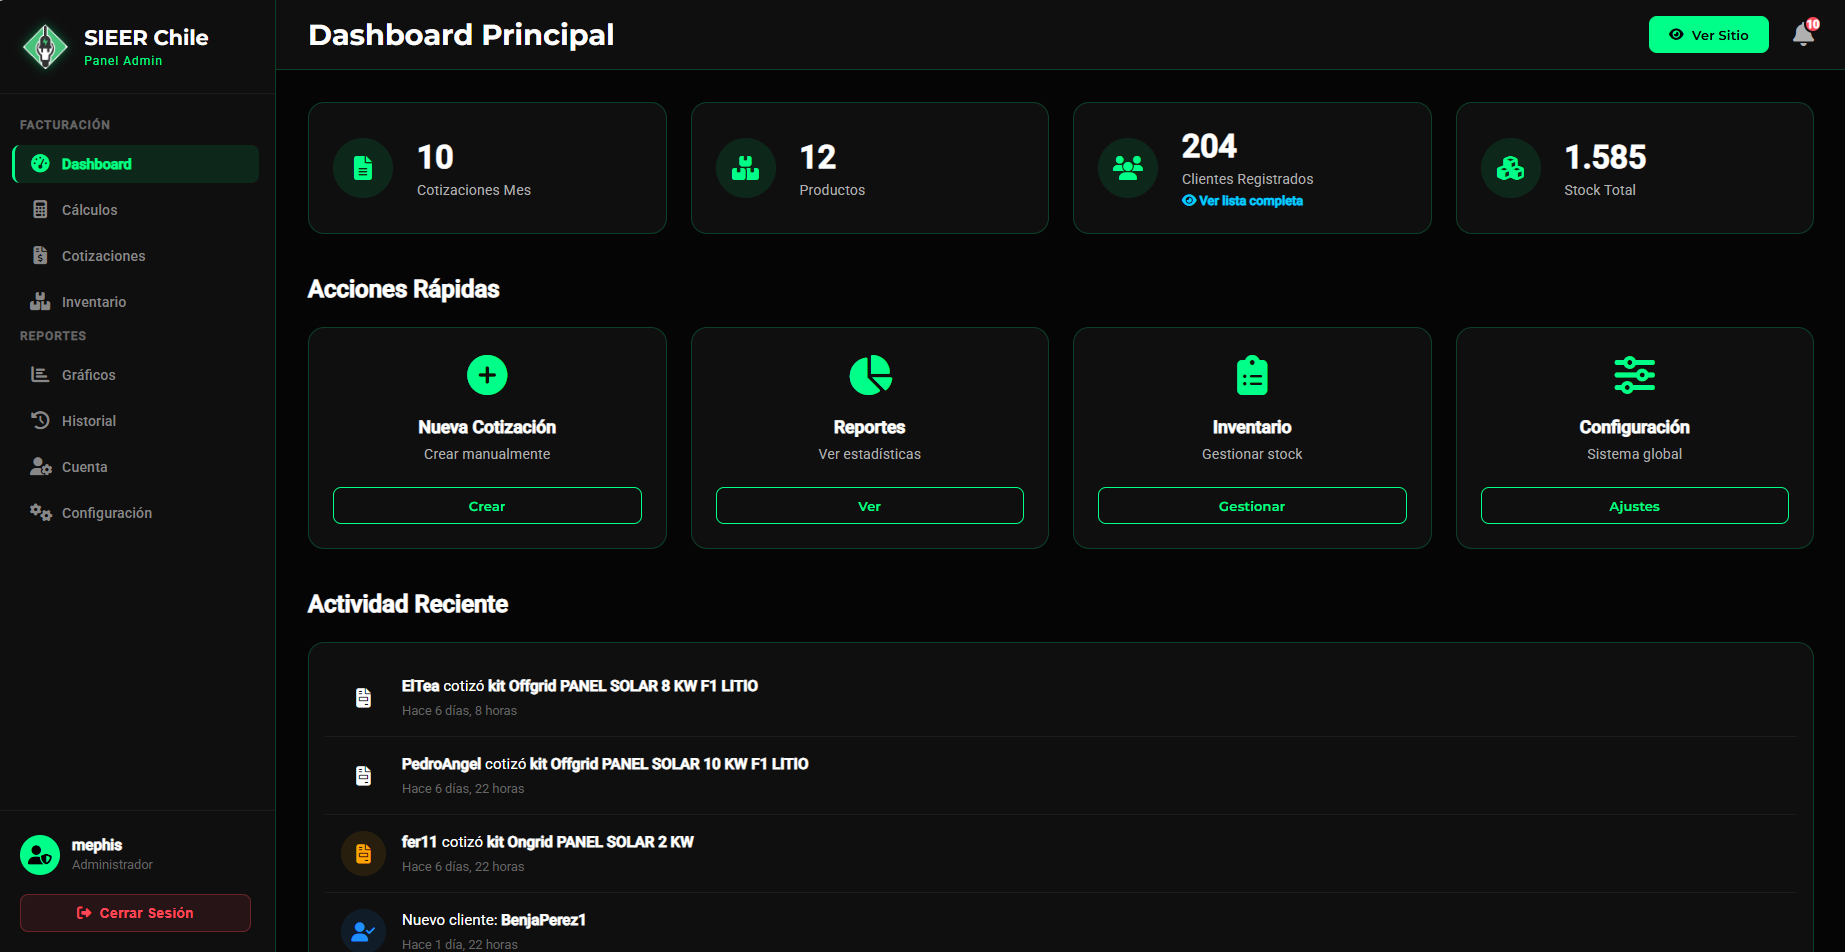 SIEER Chile
Panel Admin
FACTURACIÓN
Dashboard
Cálculos
Cotizaciones
Inventario
REPORTES
Gráficos
Historial
Cuenta
Configuración
mephis
Administrador
Cerrar Sesión
Dashboard Principal
Ver Sitio
10
10
Cotizaciones Mes
12
Productos
204
Clientes Registrados
Ver lista completa
1.585
Stock Total
Acciones Rápidas
Nueva Cotización
Crear manualmente
Crear
Reportes
Ver estadísticas
Ver
Inventario
Gestionar stock
Gestionar
Configuración
Sistema global
Ajustes
Actividad Reciente
ElTea cotizó kit Offgrid PANEL SOLAR 8 KW F1 LITIO
Hace 6 días, 8 horas
PedroAngel cotizó kit Offgrid PANEL SOLAR 10 KW F1 LITIO
Hace 6 días, 22 horas
fer11 cotizó kit Ongrid PANEL SOLAR 2 KW
Hace 6 días, 22 horas
Nuevo cliente: BenjaPerez1
Hace 1 día, 22 horas